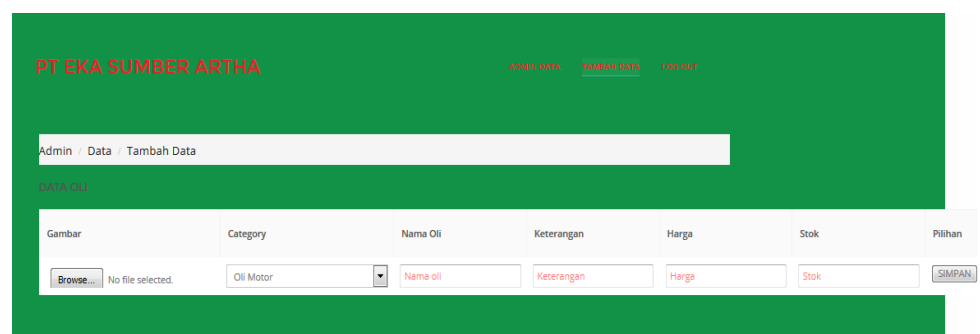 PT EKA SUMBER ARTHA
ADMIN DATA TAMBAH DATA LOG OUT
Admin / Data / Tambah Data
DATA OLI
Gambar Category Nama Oli Keterangan Harga Stok Pilihan
Browse... No file selected. Oli Motor Nama oli Keterangan Harga Stok SIMPAN